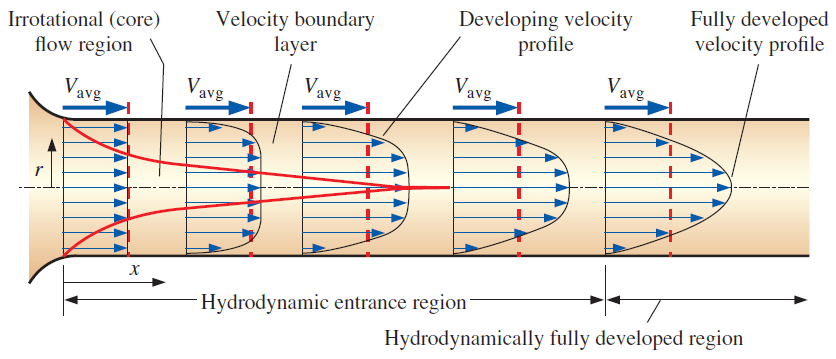 Irrotational (core)
flow region
Velocity boundary
layer
Developing velocity
profile
Fully developed
velocity profile
Vavg
Vavg
Vavg
Vavg
Vavg
r
x
Hydrodynamic entrance region
Hydrodynamically fully developed region